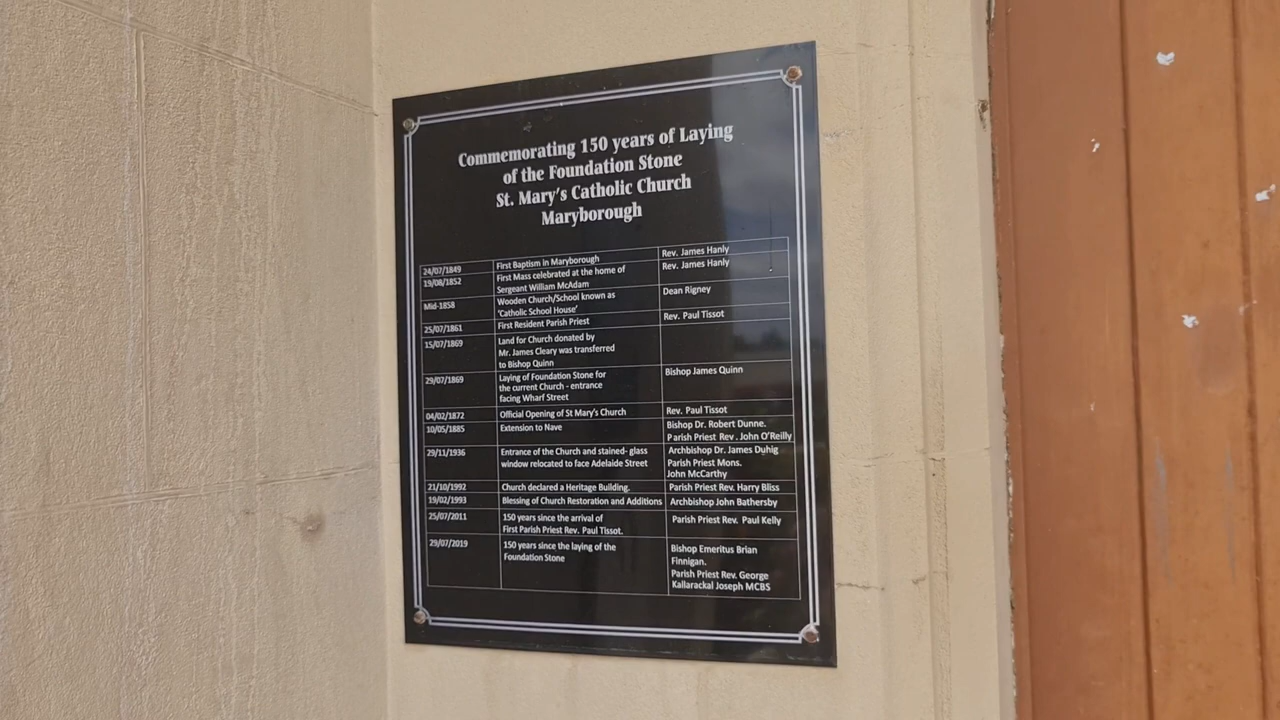 Commemorating 150 years of Laying
of the Foundation Stone
St. Mary's Catholic Church
Maryborough
24/07/1849 First Baptism in Maryborough Rev. James Hanly
19/08/1852 First Mass celebrated at the home of Rev. James Hanly
Sergeant William McAdam
Mid-1858 Wooden Church/School known as Dean Rigney
'Catholic School House'
25/07/1861 First Resident Parish Priest Rev. Paul Tissot
15/07/1869 Land for Church donated by
Mr. James Cleary was transferred
to Bishop Quinn
29/07/1869 Laying of Foundation Stone for Bishop James Quinn
the current Church - entrance
facing Wharf Street
04/02/1872 Official Opening of St Mary's Church Rev. Paul Tissot
10/05/1885 Extension to Nave Bishop Dr. Robert Dunne.
Parish Priest Rev . John O'Reilly
29/11/1936 Entrance of the Church and stained- glass Archbishop Dr. James Duhig
window relocated to face Adelaide Street Parish Priest Mons.
John McCarthy
21/10/1992 Church declared a Heritage Building. Parish Priest Rev. Harry Bliss
19/02/1993 Blessing of Church Restoration and Additions Archbishop John Bathersby
25/07/2011 150 years since the arrival of Parish Priest Rev. Paul Kelly
First Parish Priest Rev. Paul Tissot.
29/07/2019 150 years since the laying of the Bishop Emeritus Brian
Foundation Stone Finnigan.
Parish Priest Rev. George
Kallarackal Joseph MCBS